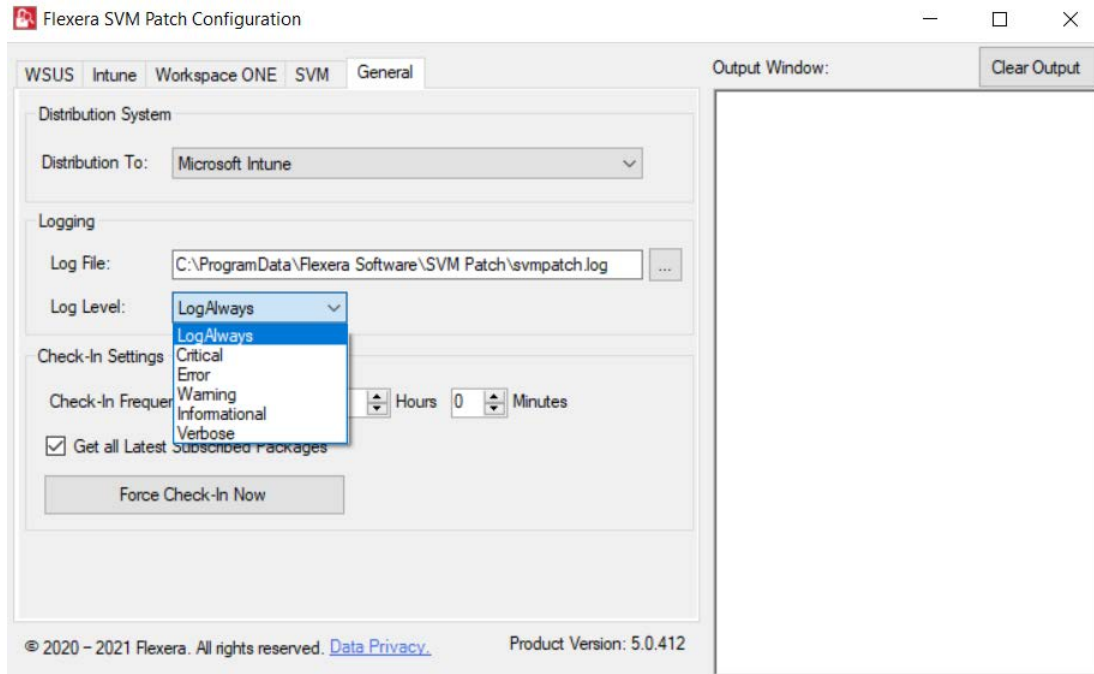 Flexera SVM Patch Configuration
WSUS Intune Workspace ONE SVM General
Output Window: Clear Output
Distribution System
Distribution To: Microsoft Intune
Logging
Log File: C:\ProgramData\Flexera Software\SVM Patch\svmpatch.log ...
Log Level: LogAlways
LogAlways
Check-In Settings Critical
Error
Check-In Frequen Warning Hours 0 Minutes
Informational
Verbose
Get all Latest Subscribed Packages
Force Check-In Now
© 2020 – 2021 Flexera. All rights reserved. Data Privacy. Product Version: 5.0.412